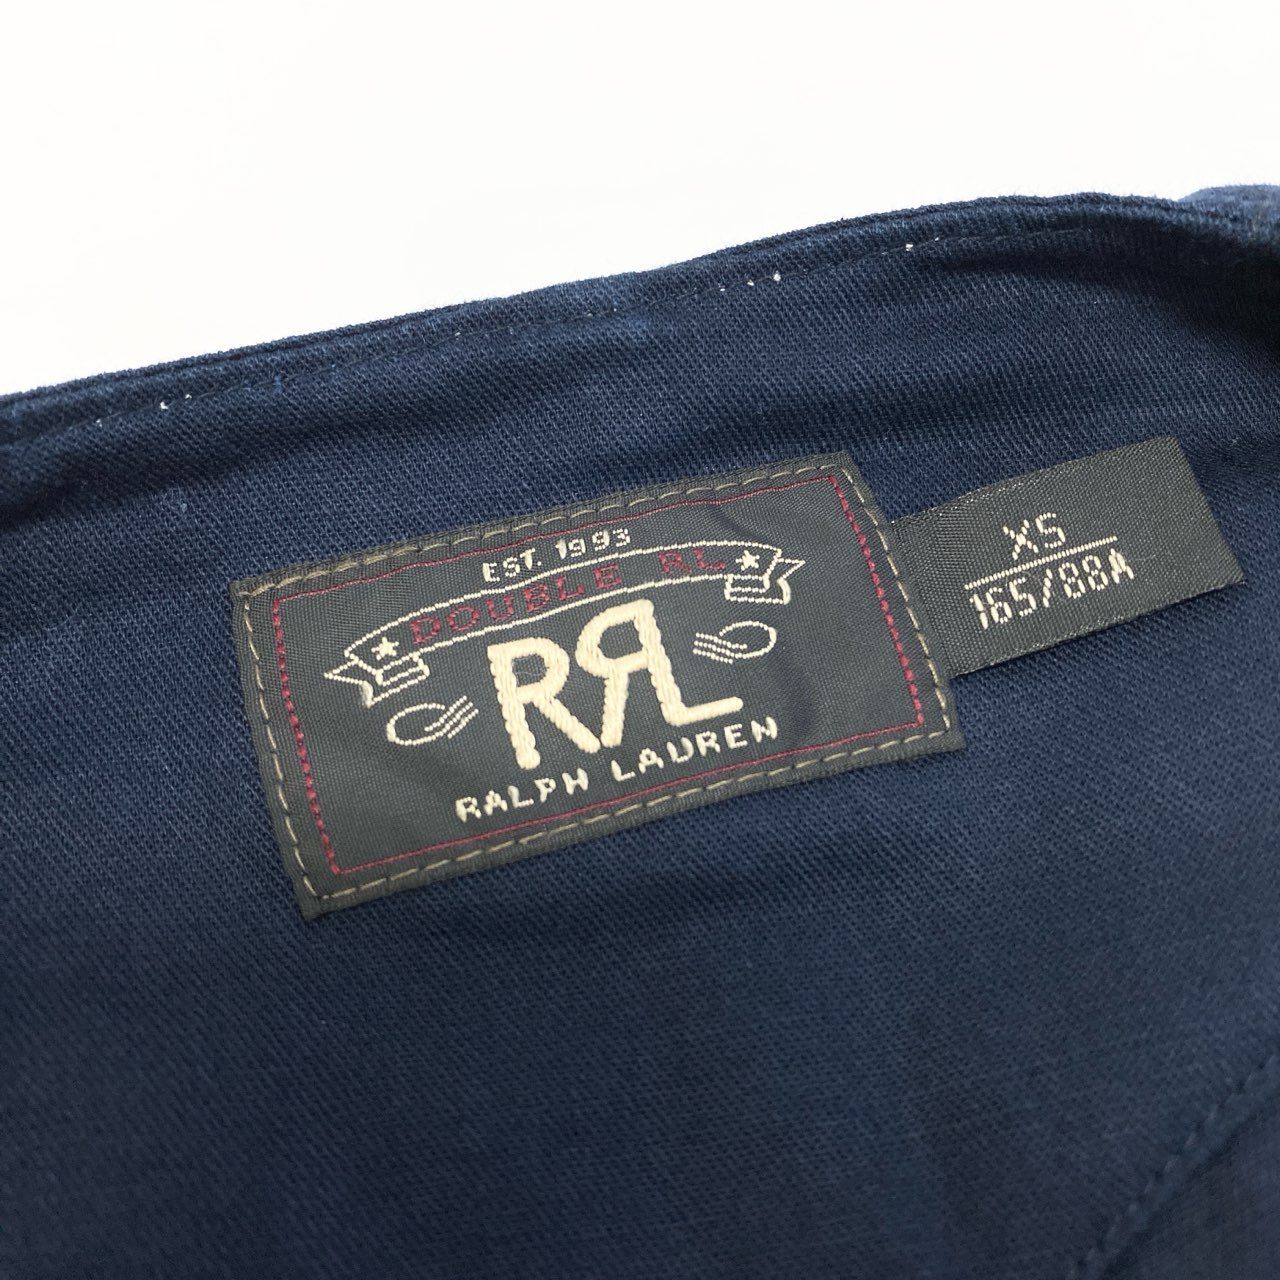 EST. 1993
DOUBLE RL
RRL
RALPH LAUREN
XS
165/88A